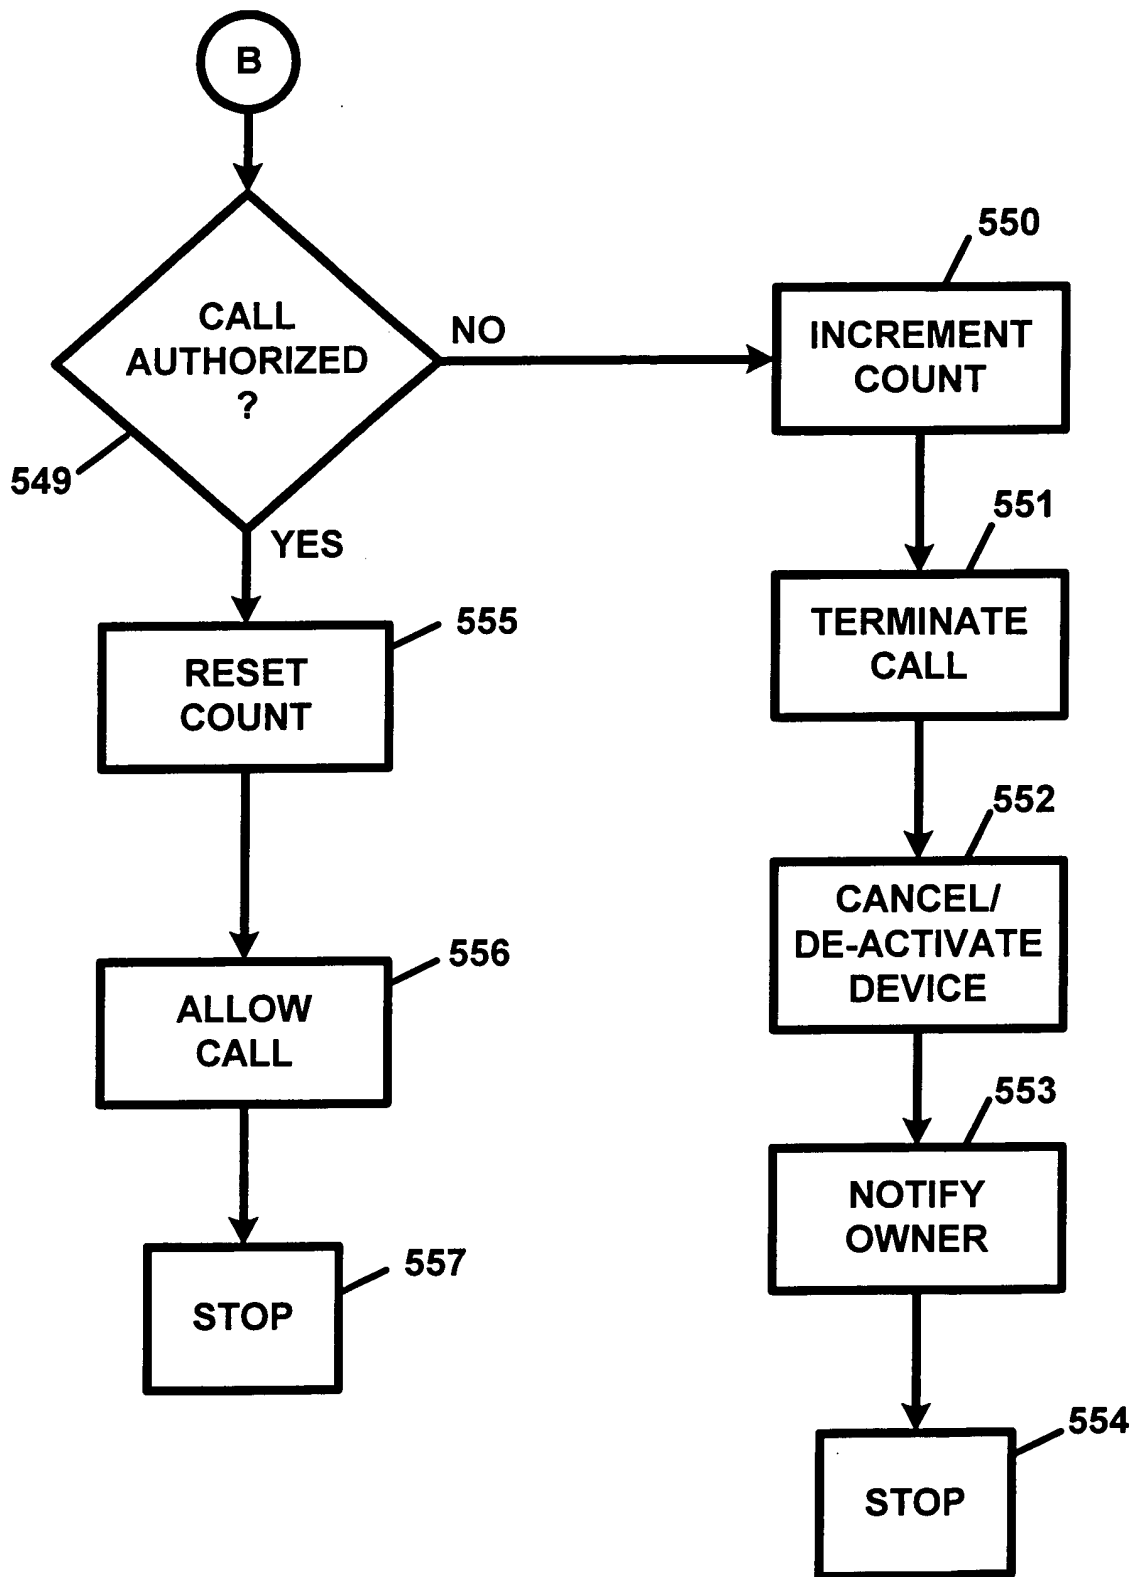 B
CALL
AUTHORIZED
?
549
NO
YES
550
INCREMENT
COUNT
551
TERMINATE
CALL
552
CANCEL/
DE-ACTIVATE
DEVICE
553
NOTIFY
OWNER
554
STOP
555
RESET
COUNT
556
ALLOW
CALL
557
STOP